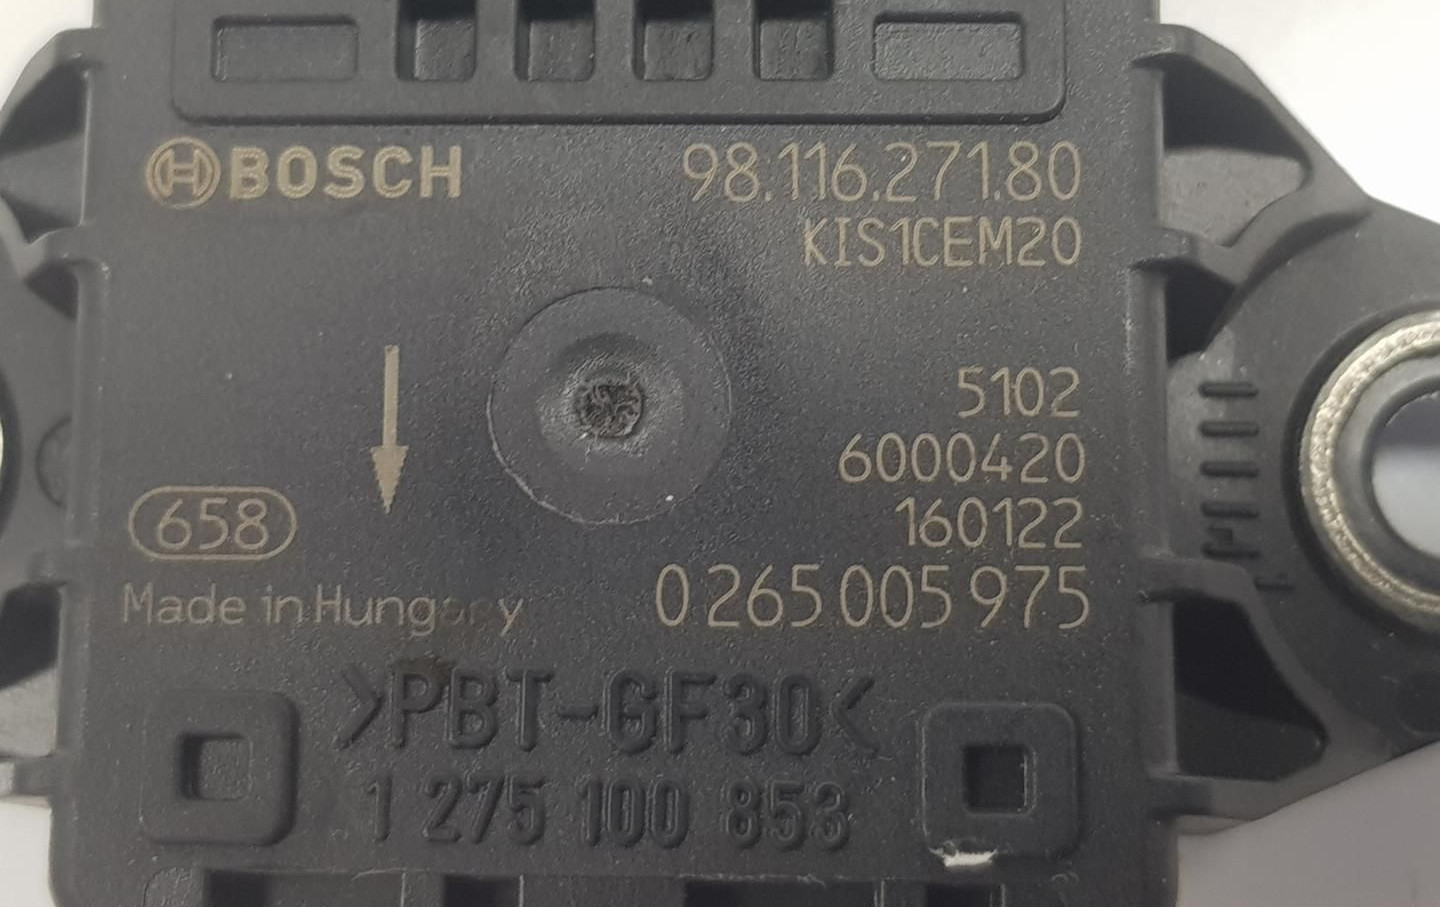 BOSCH
98.116.271.80
KIS1CEM20
5102
6000420
160122
658
Made in Hungary
0 265 005 975
>PBT-GF30<
1 275 100 853